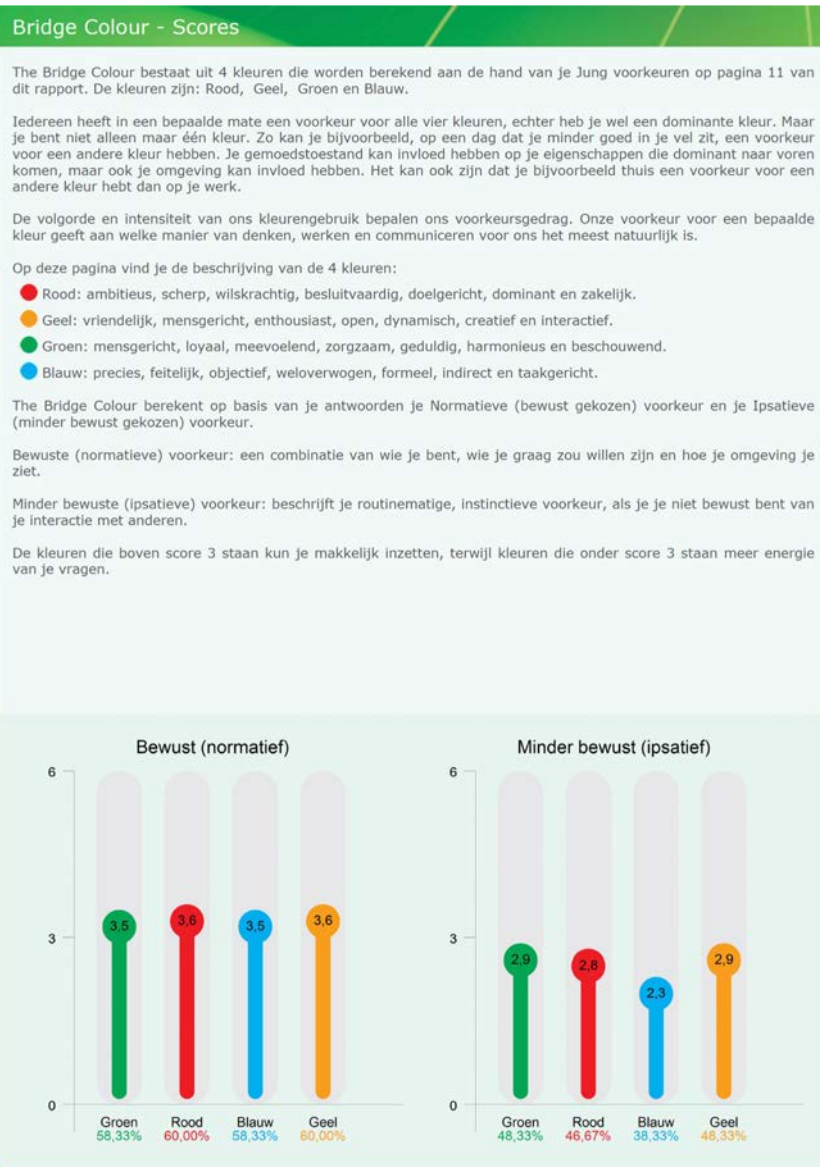 Bridge Colour - Scores
The Bridge Colour bestaat uit 4 kleuren die worden berekend aan de hand van je Jung voorkeuren op pagina 11 van
dit rapport. De kleuren zijn: Rood, Geel, Groen en Blauw.
Iedereen heeft in een bepaalde mate een voorkeur voor alle vier kleuren, echter heb je wel een dominante kleur. Maar
je bent niet alleen maar één kleur. Zo kan je bijvoorbeeld, op een dag dat je minder goed in je vel zit, een voorkeur
voor een andere kleur hebben. Je gemoedstoestand kan invloed hebben op je eigenschappen die dominant naar voren
komen, maar ook je omgeving kan invloed hebben. Het kan ook zijn dat je bijvoorbeeld thuis een voorkeur voor een
andere kleur hebt dan op je werk.
De volgorde en intensiteit van ons kleurengebruik bepalen ons voorkeursgedrag. Onze voorkeur voor een bepaalde
kleur geeft aan welke manier van denken, werken en communiceren voor ons het meest natuurlijk is.
Op deze pagina vind je de beschrijving van de 4 kleuren:
Rood: ambitieus, scherp, wilskrachtig, besluitvaardig, doelgericht, dominant en zakelijk.
Geel: vriendelijk, mensgericht, enthousiast, open, dynamisch, creatief en interactief.
Groen: mensgericht, loyaal, meevoelend, zorgzaam, geduldig, harmonieus en beschouwend.
Blauw: precies, feitelijk, objectief, weloverwogen, formeel, indirect en taakgericht.
The Bridge Colour berekent op basis van je antwoorden je Normatieve (bewust gekozen) voorkeur en je Ipsatieve
(minder bewust gekozen) voorkeur.
Bewuste (normatieve) voorkeur: een combinatie van wie je bent, wie je graag zou willen zijn en hoe je omgeving je
ziet.
Minder bewuste (ipsatieve) voorkeur: beschrijft je routinematige, instinctieve voorkeur, als je je niet bewust bent van
je interactie met anderen.
De kleuren die boven score 3 staan kun je makkelijk inzetten, terwijl kleuren die onder score 3 staan meer energie
van je vragen.
Bewust (normatief)
6
3,5 3,6 3,5 3,6
3
0
Groen Rood Blauw Geel
58,33% 60,00% 58,33% 60,00%
Minder bewust (ipsatief)
6
3
2,9 2,8 2,3 2,9
0
Groen Rood Blauw Geel
48,33% 46,67% 38,33% 48,33%